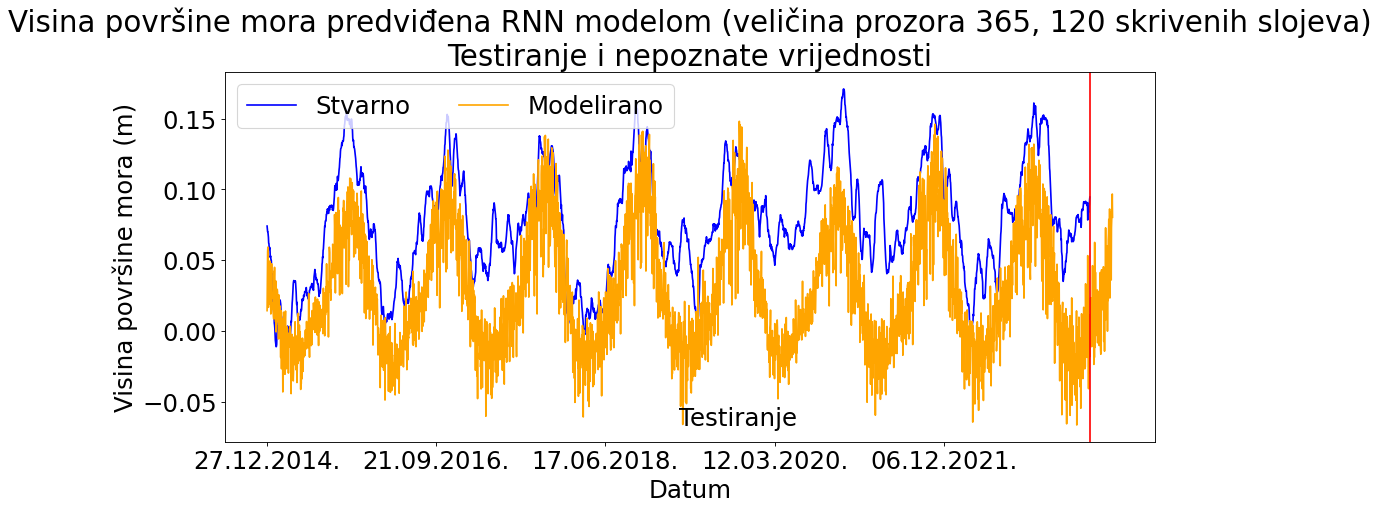 Visina površine mora predviđena RNN modelom (veličina prozora 365, 120 skrivenih slojeva)
Testiranje i nepoznate vrijednosti
Stvarno Modelirano
Visina površine mora (m)
0.15
0.10
0.05
0.00
−0.05
Testiranje
27.12.2014. 21.09.2016. 17.06.2018. 12.03.2020. 06.12.2021.
Datum